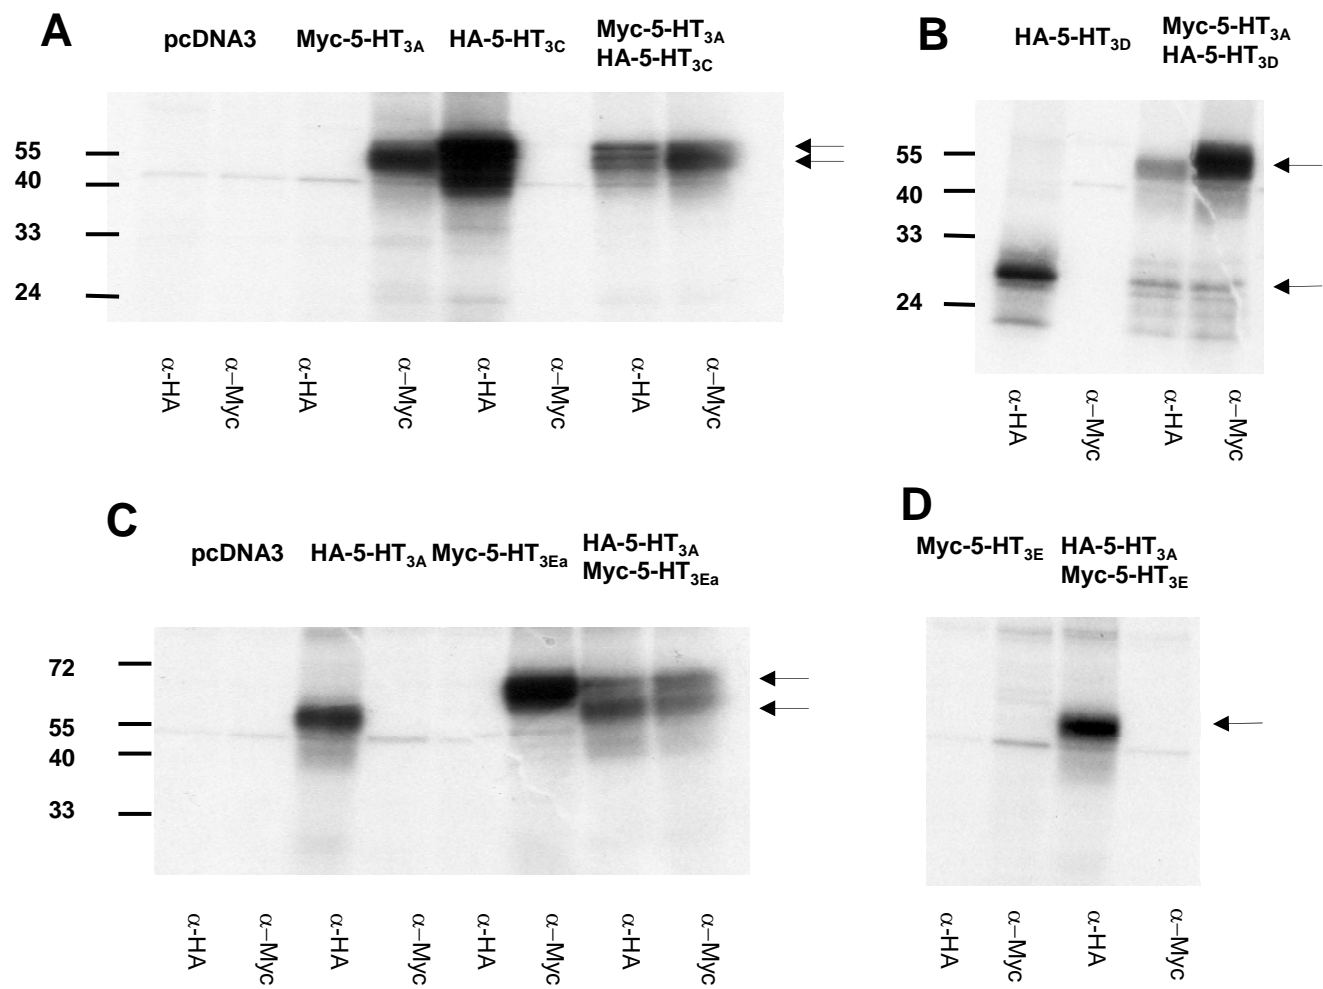 A
pcDNA3 Myc-5-HT3A HA-5-HT3C Myc-5-HT3A
HA-5-HT3C
55
40
33
24
α-HA α–Myc α-HA α–Myc α-HA α–Myc α-HA α–Myc
B
HA-5-HT3D Myc-5-HT3A
HA-5-HT3D
55
40
33
24
α-HA α–Myc α-HA α–Myc
C
pcDNA3 HA-5-HT3A Myc-5-HT3Ea HA-5-HT3A
Myc-5-HT3Ea
72
55
40
33
α-HA α–Myc α-HA α–Myc α-HA α–Myc α-HA α–Myc
D
Myc-5-HT3E HA-5-HT3A
Myc-5-HT3E
α-HA α–Myc α-HA α–Myc